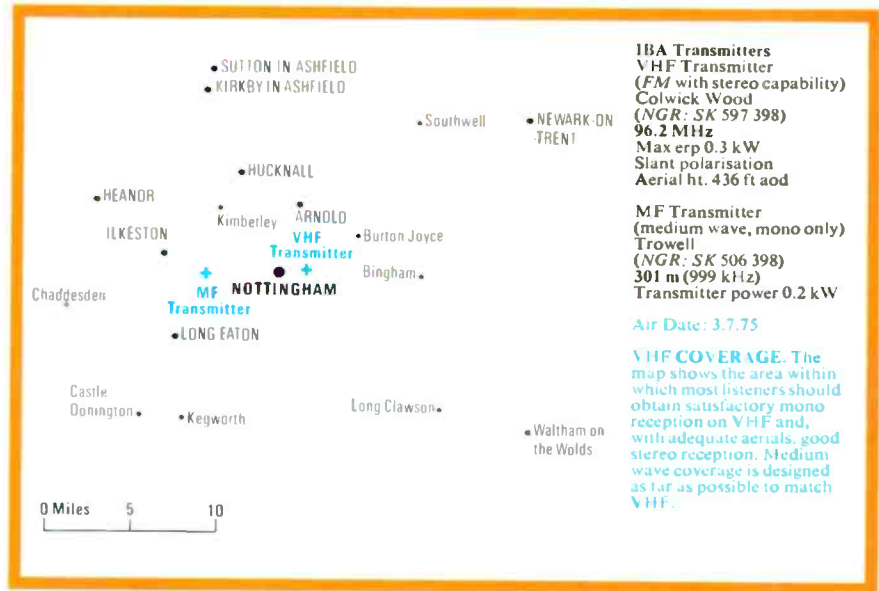 SUTTON IN ASHFIELD
KIRKBY IN ASHFIELD
Southwell
NEWARK-ON
-TRENT
HUCKNALL
HEANOR
Kimberley
ARNOLD
ILKESTON
VHF
Transmitter
Burton Joyce
Bingham
NOTTINGHAM
MF
Transmitter
Chaddesden
LONG EATON
Castle
Donington
Kegworth
Long Clawson
Waltham on
the Wolds
0 Miles 5 10
IBA Transmitters
VHF Transmitter
(FM with stereo capability)
Colwick Wood
(NGR: SK 597 398)
96.2 MHz
Max erp 0.3 kW
Slant polarisation
Aerial ht. 436 ft aod
MF Transmitter
(medium wave, mono only)
Trowell
(NGR: SK 506 398)
301 m (999 kHz)
Transmitter power 0.2 kW
Air Date: 3.7.75
VHF COVERAGE. The
map shows the area within
which most listeners should
obtain satisfactory mono
reception on VHF and,
with adequate aerials, good
stereo reception. Medium
wave coverage is designed
as far as possible to match
VHF.